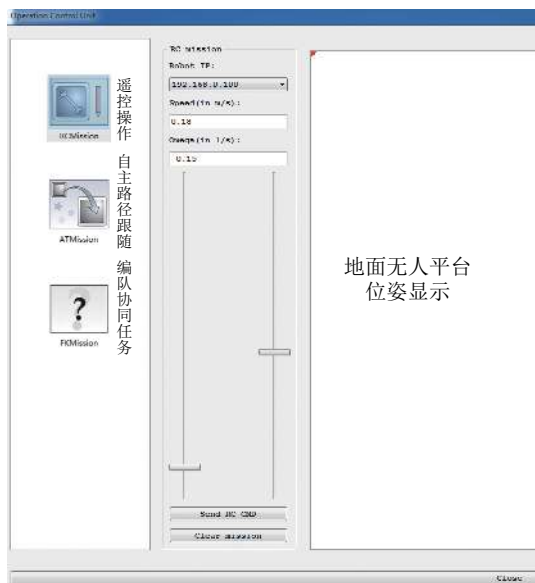 Operation Control Unit
RCMission
遥控操作
ATMission
自主路径跟随
FKMission
编队协同任务
RC mission
Robot IP:
192.168.0.100
Speed(in m/s):
0.18
Omega(in 1/s):
0.15
Send RC CMD
Clear mission
地面无人平台
位姿显示
Close